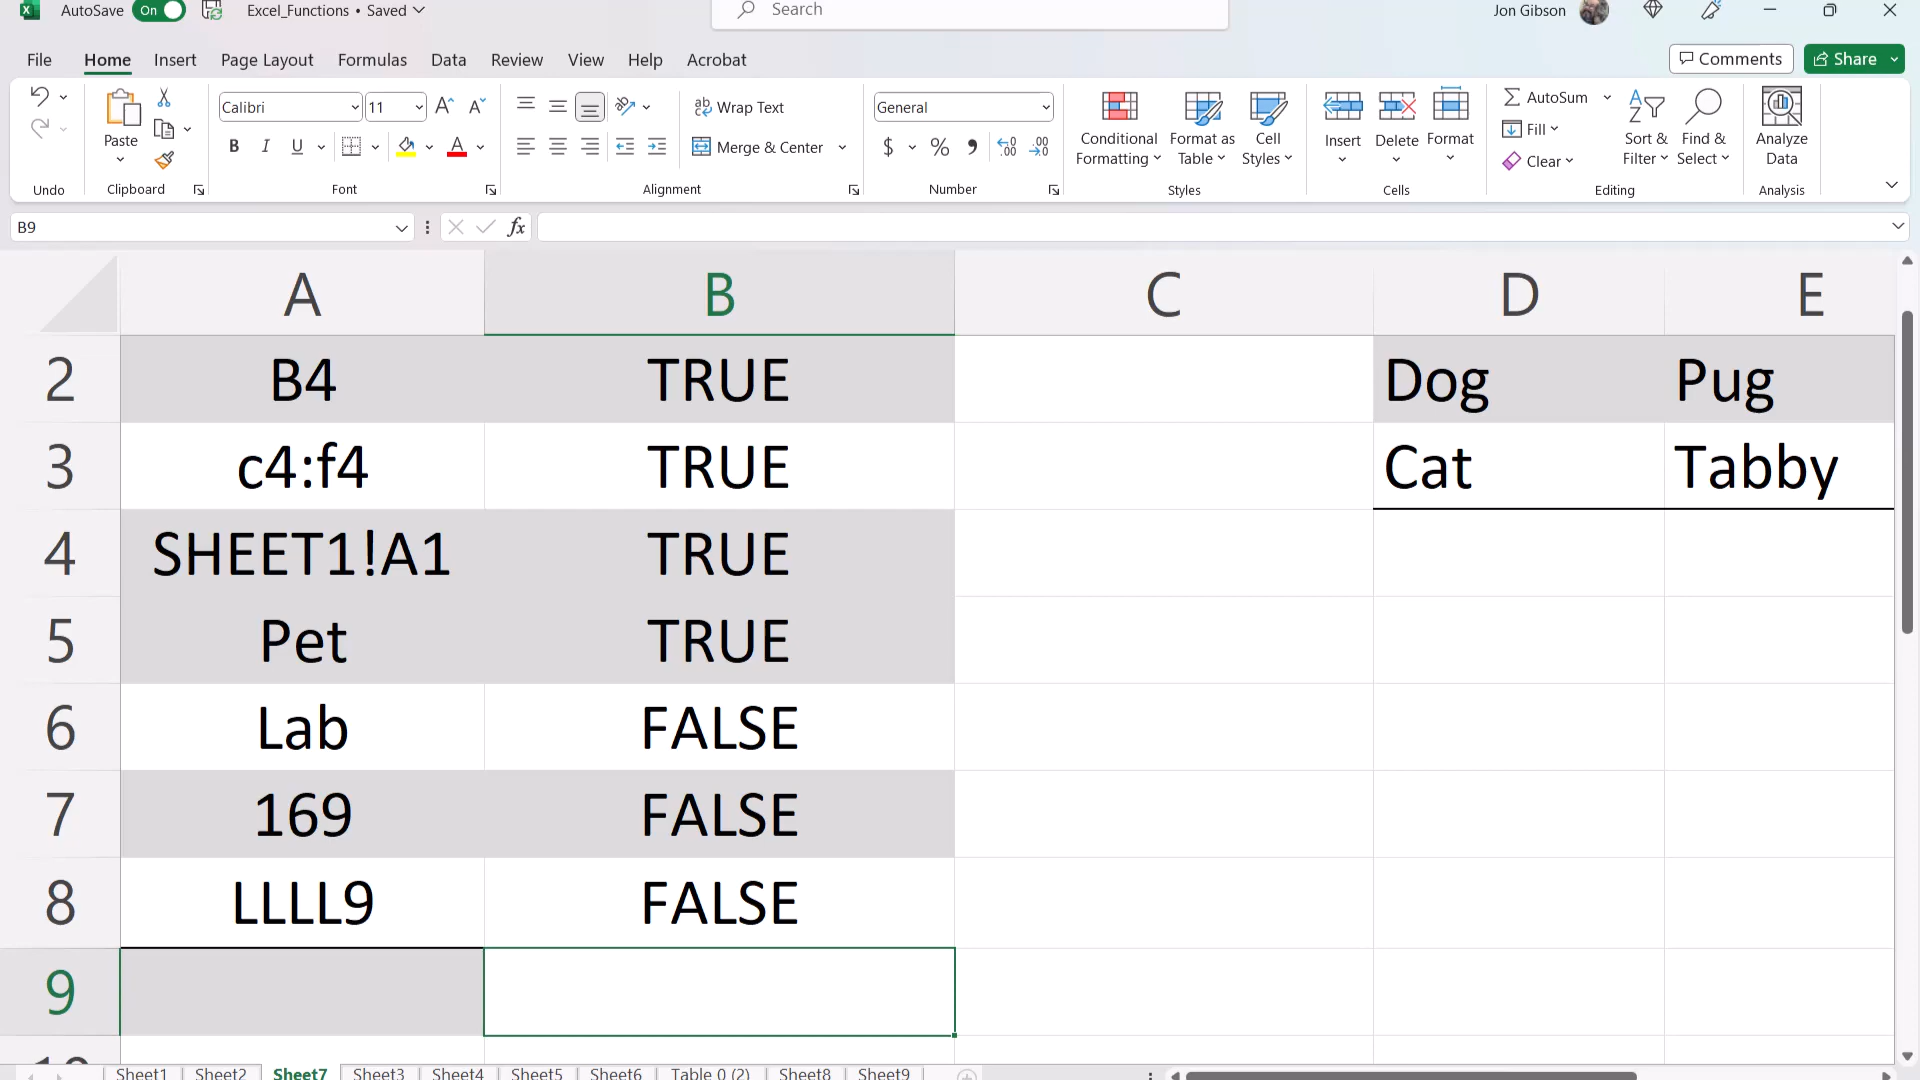 AutoSave On Excel_Functions • Saved Search Jon Gibson
File Home Insert Page Layout Formulas Data Review View Help Acrobat Comments Share
Calibri 11 Wrap Text General AutoSum
Paste B I U Merge & Center $ % Conditional Formatting Format as Table Cell Styles Insert Delete Format Fill Sort & Filter Find & Select Analyze Data
Clear
Undo Clipboard Font Alignment Number Styles Cells Editing Analysis
B9 fx
A B C D E
2 B4 TRUE Dog Pug
3 c4:f4 TRUE Cat Tabby
4 SHEET1!A1 TRUE
5 Pet TRUE
6 Lab FALSE
7 169 FALSE
8 LLLL9 FALSE
9
Sheet1 Sheet2 Sheet7 Sheet3 Sheet4 Sheet5 Sheet6 Table 0 (2) Sheet8 Sheet9